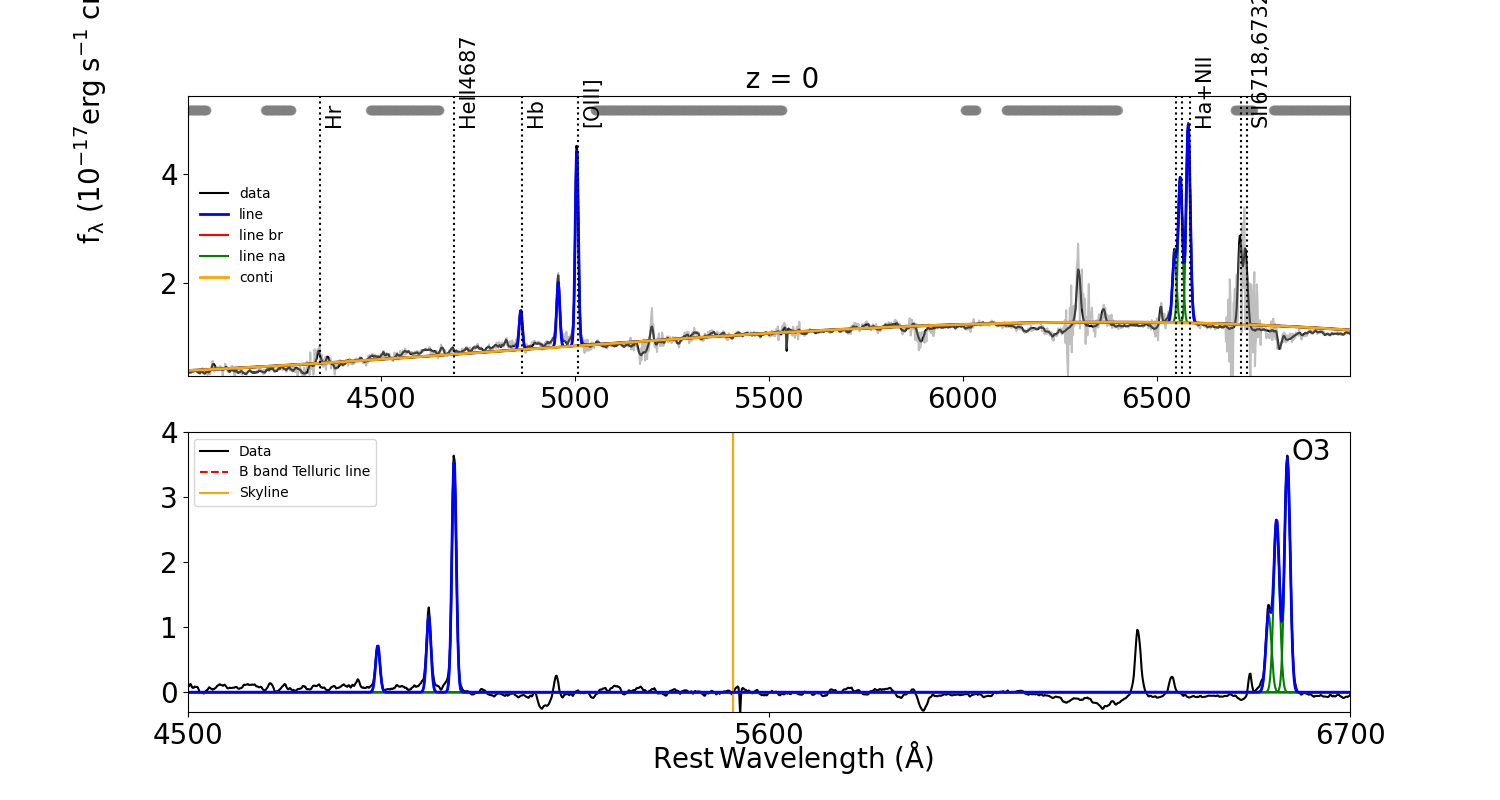 z = 0
f_λ (10^−17 erg s^−1
Hr
HeII4687
Hb
[OIII]
Ha+NII
SII6718,6732
4
2
data
line
line br
line na
conti
4500
5000
5500
6000
6500
4
3
2
1
0
Data
B band Telluric line
Skyline
O3
4500
5600
6700
Rest Wavelength (Å)